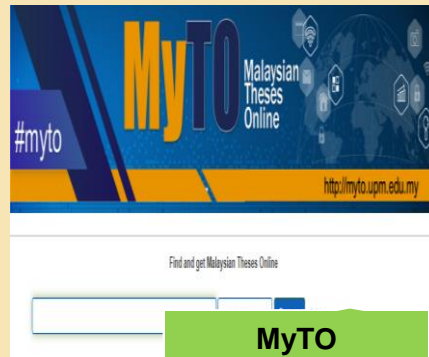 MyTO
Malaysian
Theses
Online
#myto
http://myto.upm.edu.my
Find and get Malaysian Theses Online
MyTO